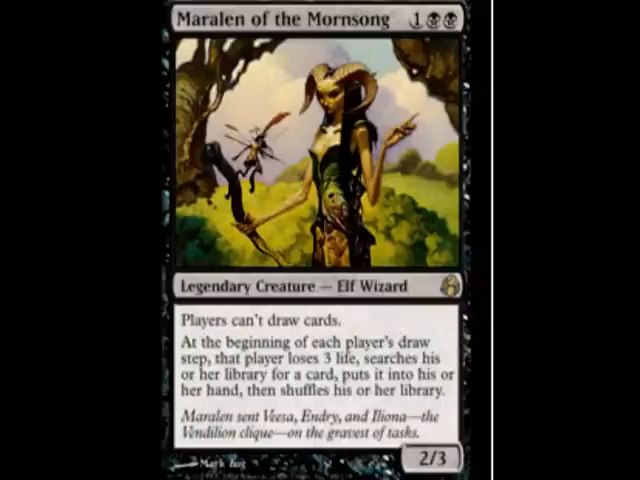 Maralen of the Mornsong 1
Legendary Creature — Elf Wizard
Players can't draw cards.
At the beginning of each player's draw
step, that player loses 3 life, searches his
or her library for a card, puts it into his or
her hand, then shuffles his or her library.
Maralen sent Veesa, Endry, and Iliona—the
Vendilion clique—on the gravest of tasks.
2/3
Mark